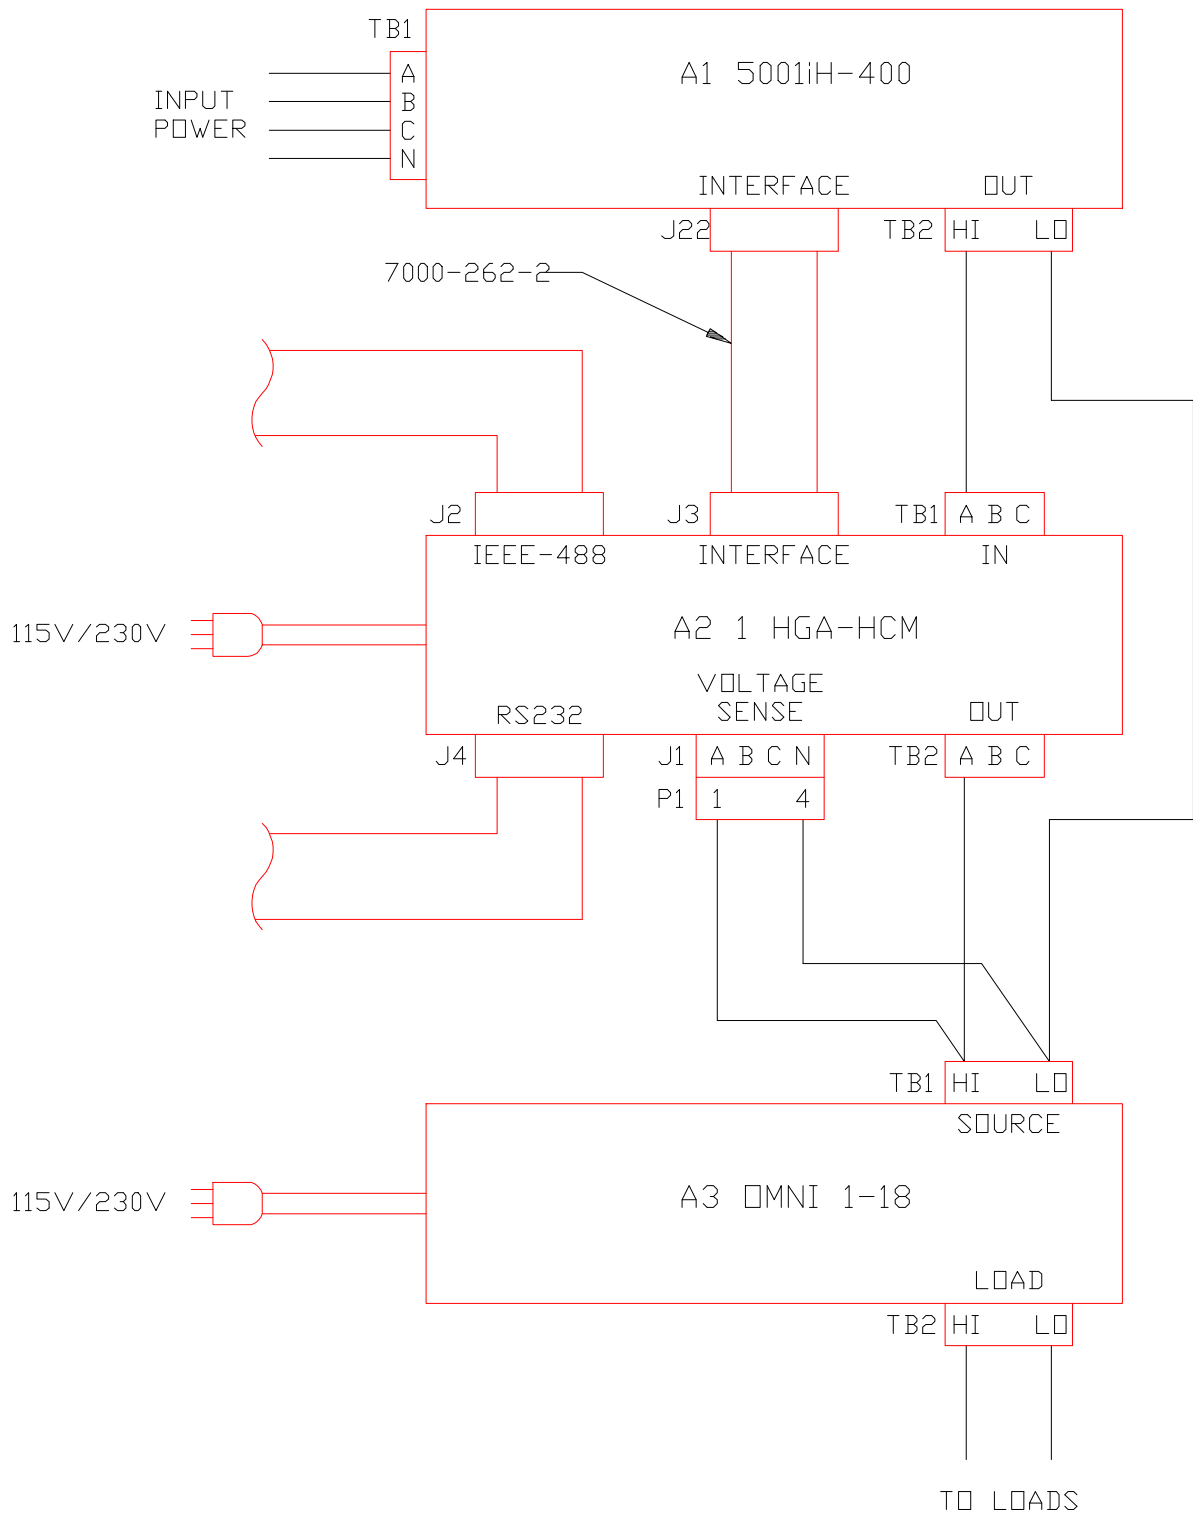 TB1
A1 5001iH-400
A
INPUT
B
POWER
C
N
INTERFACE
OUT
J22
TB2
HI
LO
7000-262-2
J2
J3
TB1
A B C
IEEE-488
INTERFACE
IN
115V/230V
A2 1 HGA-HCM
VOLTAGE
SENSE
RS232
OUT
J4
J1
A B C N
TB2
A B C
P1
1
4
TB1
HI
LO
SOURCE
115V/230V
A3 OMNI 1-18
LOAD
TB2
HI
LO
TO LOADS